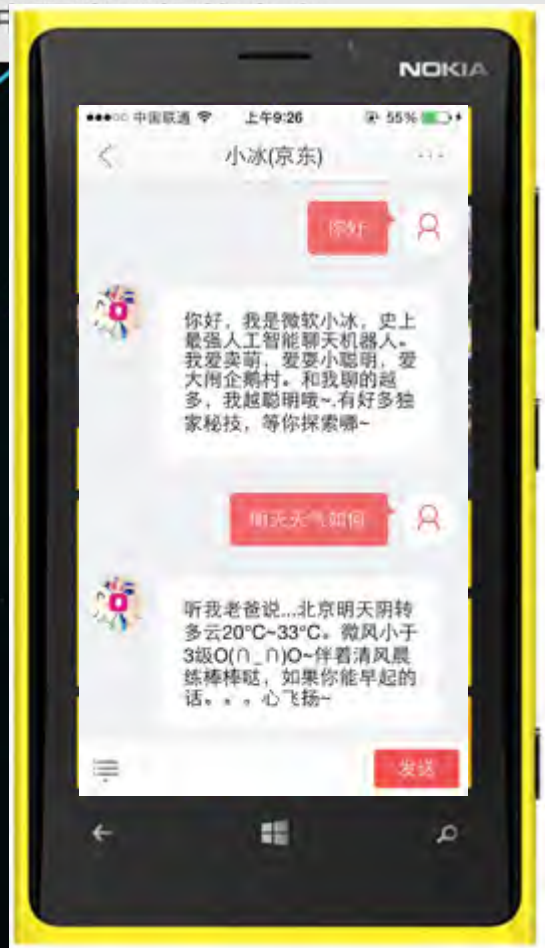 NOKIA
中国联通 上午9:26 55%
小冰(京东)
你好
你好，我是微软小冰，史上
最强人工智能聊天机器人。
我爱卖萌，爱耍小聪明，爱
大闹企鹅村。和我聊的越
多，我越聪明哦~.有好多独
家秘技，等你探索哪~
明天天气如何
听我老爸说...北京明天阴转
多云20°C~33°C。微风小于
3级O(∩_∩)O~伴着清风晨
练棒棒哒，如果你能早起的
话。。。心飞扬~
发送